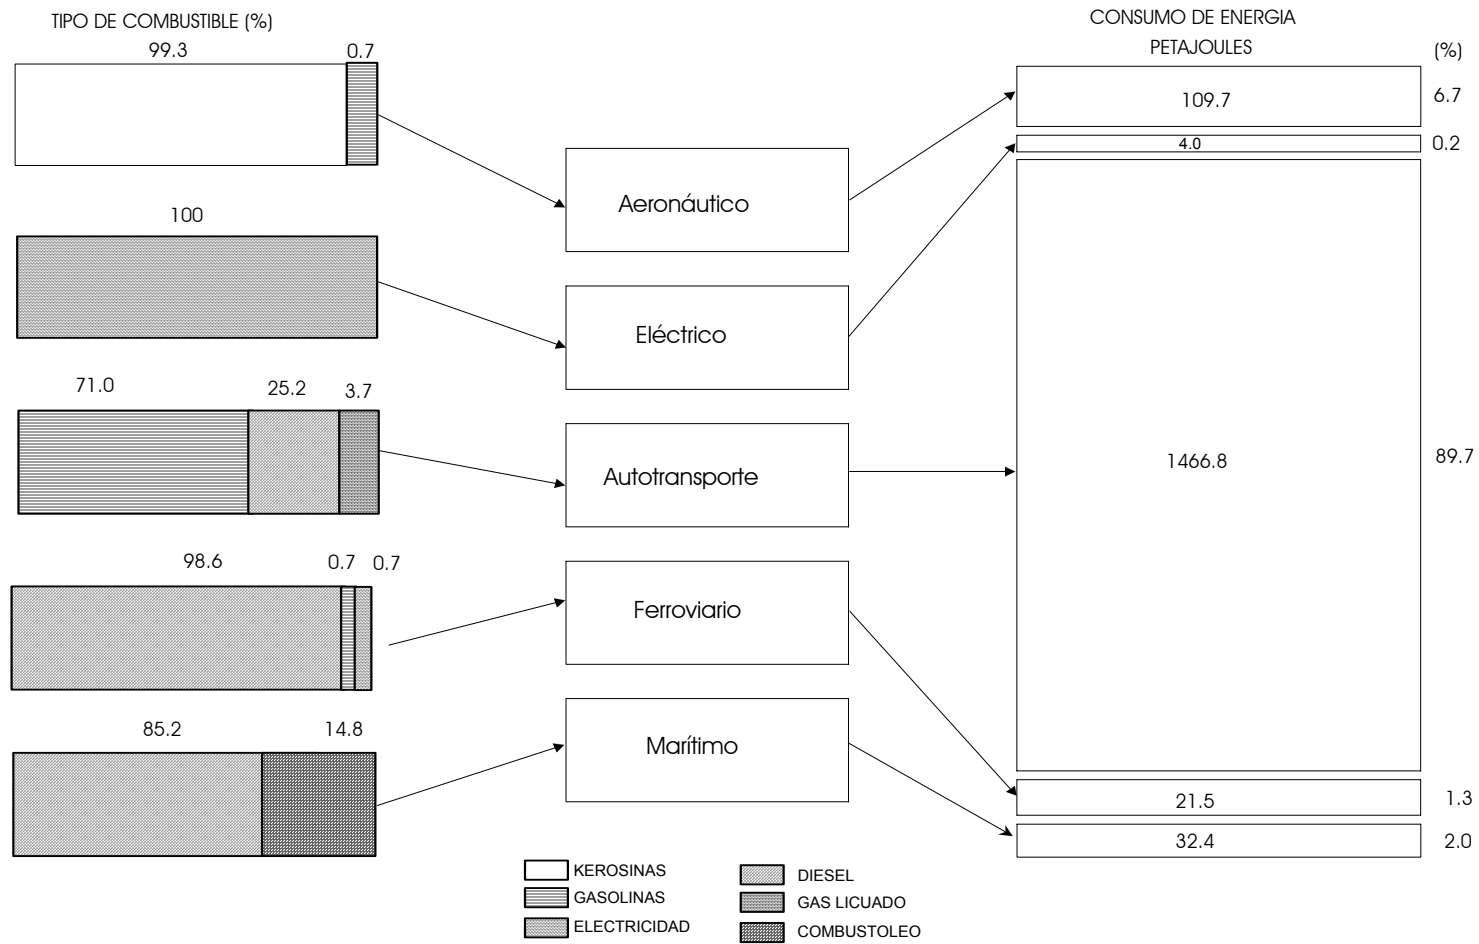 TIPO DE COMBUSTIBLE (%)
99.3 0.7
100
71.0 25.2 3.7
98.6 0.7 0.7
85.2 14.8
Aeronáutico
Eléctrico
Autotransporte
Ferroviario
Marítimo
CONSUMO DE ENERGIA
PETAJOULES (%)
109.7 6.7
4.0 0.2
1466.8 89.7
21.5 1.3
32.4 2.0
KEROSINAS
GASOLINAS
ELECTRICIDAD
DIESEL
GAS LICUADO
COMBUSTOLEO